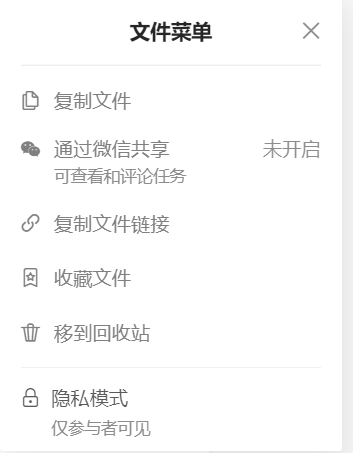 文件菜单
复制文件
通过微信共享 未开启
可查看和评论任务
复制文件链接
收藏文件
移到回收站
隐私模式
仅参与者可见